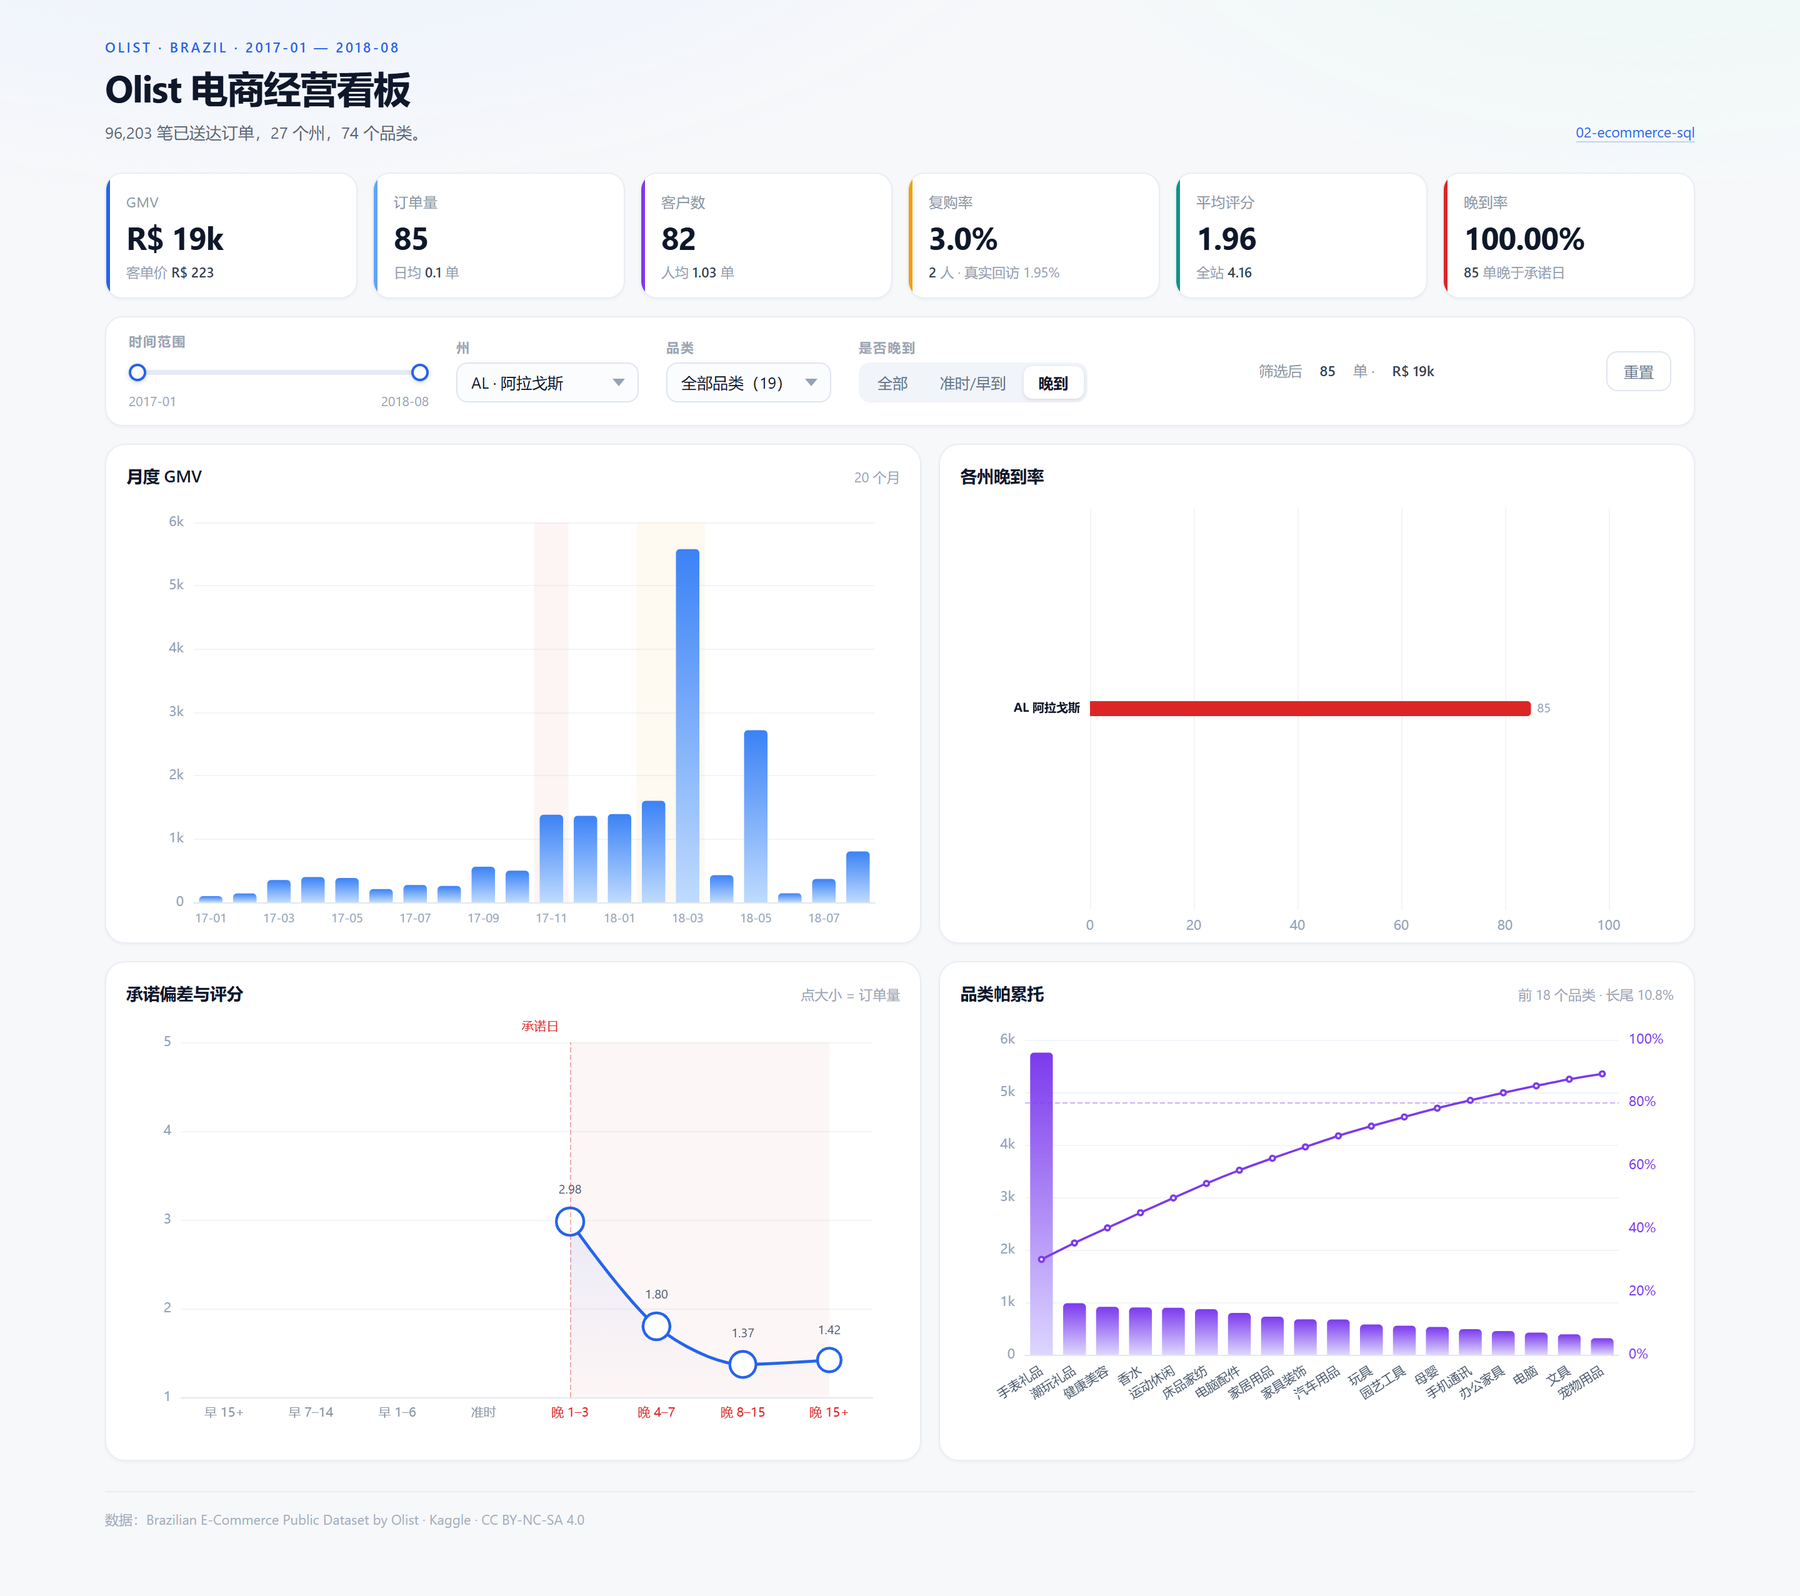 OLIST · BRAZIL · 2017-01 — 2018-08
Olist 电商经营看板
96,203 笔已送达订单，27 个州，74 个品类。
02-ecommerce-sql
GMV
R$ 19k
客单价 R$ 223
订单量
85
日均 0.1 单
客户数
82
人均 1.03 单
复购率
3.0%
2 人 · 真实回访 1.95%
平均评分
1.96
全站 4.16
晚到率
100.00%
85 单晚于承诺日
时间范围
2017-01
2018-08
州
AL · 阿拉戈斯
品类
全部品类（19）
是否晚到
全部
准时/早到
晚到
筛选后 85 单 · R$ 19k
重置
月度 GMV
20 个月
6k
5k
4k
3k
2k
1k
0
17-01
17-03
17-05
17-07
17-09
17-11
18-01
18-03
18-05
18-07
各州晚到率
AL 阿拉戈斯
85
0
20
40
60
80
100
承诺偏差与评分
点大小 = 订单量
承诺日
5
4
3
2
1
2.98
1.80
1.37
1.42
早 15+
早 7–14
早 1–6
准时
晚 1–3
晚 4–7
晚 8–15
晚 15+
品类帕累托
前 18 个品类 · 长尾 10.8%
6k
5k
4k
3k
2k
1k
0
100%
80%
60%
40%
20%
0%
手表礼品
潮玩礼品
健康美容
香水
运动休闲
床品家纺
电脑配件
家居用品
家具装饰
汽车用品
玩具
园艺工具
母婴
手机通讯
办公家具
电脑
文具
宠物用品
数据：Brazilian E-Commerce Public Dataset by Olist · Kaggle · CC BY-NC-SA 4.0